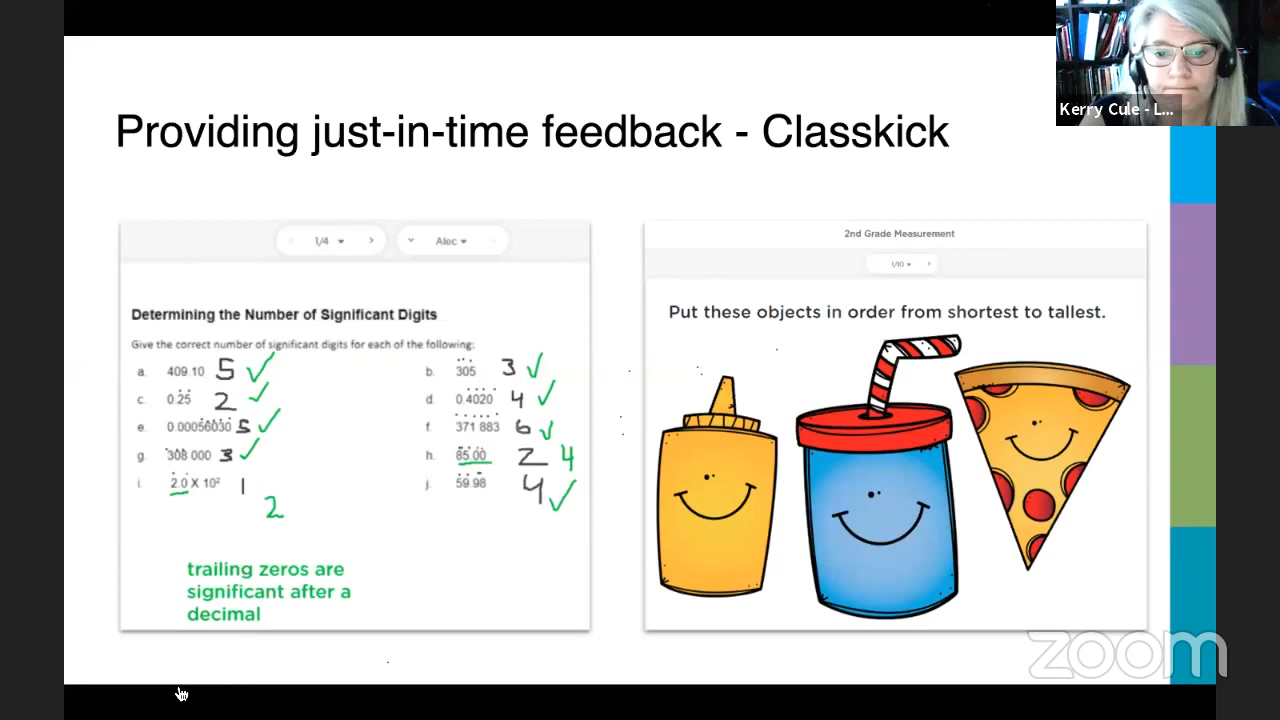 Kerry Cule - L...
Providing just-in-time feedback - Classkick
1/4
Alec
Determining the Number of Significant Digits
Give the correct number of significant digits for each of the following:
a. 409.10 5 ✓
b. 305 3 ✓
c. 0.25 2 ✓
d. 0.4020 4 ✓
e. 0.00056030 5 ✓
f. 371 883 6 ✓
g. 308 000 3 ✓
h. 85.00 2 4
i. 2.0 X 10² 1 2
j. 59.98 4 ✓
trailing zeros are
significant after a
decimal
2nd Grade Measurement
1/10
Put these objects in order from shortest to tallest.
zoom